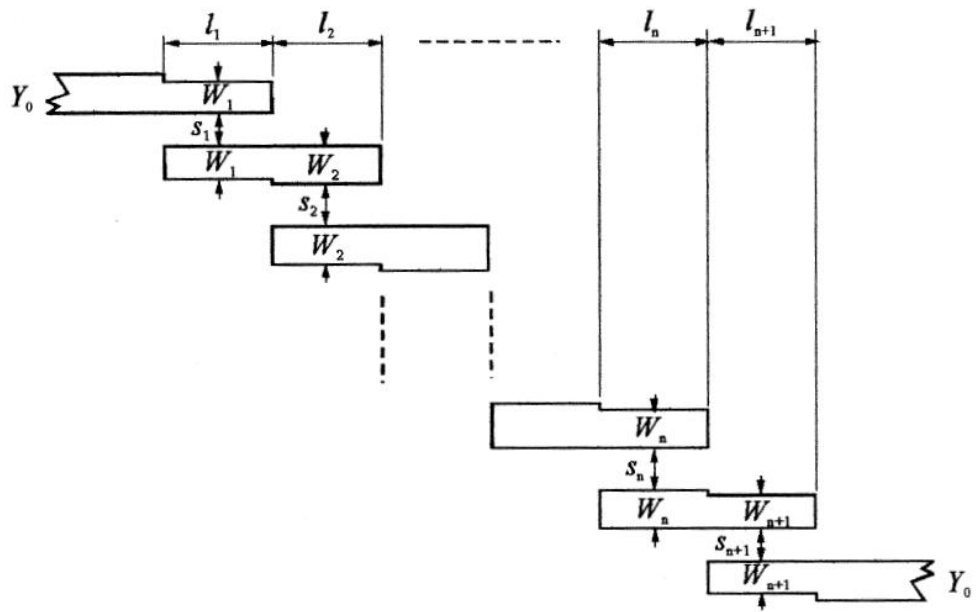 l₁ l₂ lₙ lₙ₊₁
Y₀ W₁
s₁
W₁ W₂
s₂
W₂
Wₙ
sₙ
Wₙ Wₙ₊₁
sₙ₊₁
Wₙ₊₁ Y₀